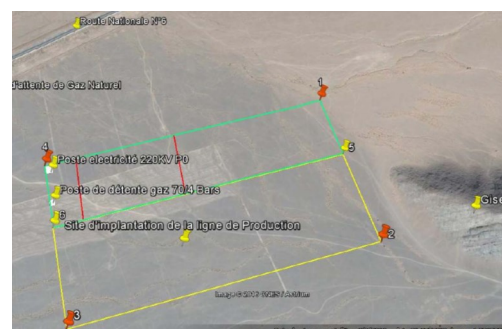 Route Nationale N°6
d'attente de Gaz Naturel
1
4
Poste electricité 220KV P0
5
Poste de détente gaz 70/4 Bars
Gise
6
Site d'implantation de la ligne de Production
2
3